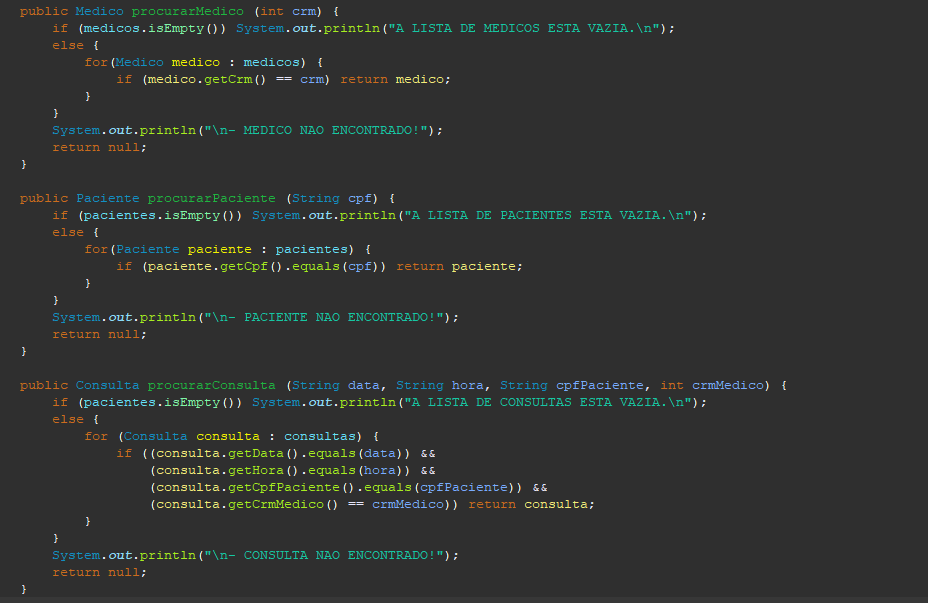 public Medico procurarMedico (int crm) {
if (medicos.isEmpty()) System.out.println("A LISTA DE MEDICOS ESTA VAZIA.\n");
else {
for(Medico medico : medicos) {
if (medico.getCrm() == crm) return medico;
}
}
System.out.println("\n- MEDICO NAO ENCONTRADO!");
return null;
}
public Paciente procurarPaciente (String cpf) {
if (pacientes.isEmpty()) System.out.println("A LISTA DE PACIENTES ESTA VAZIA.\n");
else {
for(Paciente paciente : pacientes) {
if (paciente.getCpf().equals(cpf)) return paciente;
}
}
System.out.println("\n- PACIENTE NAO ENCONTRADO!");
return null;
}
public Consulta procurarConsulta (String data, String hora, String cpfPaciente, int crmMedico) {
if (pacientes.isEmpty()) System.out.println("A LISTA DE CONSULTAS ESTA VAZIA.\n");
else {
for (Consulta consulta : consultas) {
if ((consulta.getData().equals(data)) &&
(consulta.getHora().equals(hora)) &&
(consulta.getCpfPaciente().equals(cpfPaciente)) &&
(consulta.getCrmMedico() == crmMedico)) return consulta;
}
}
System.out.println("\n- CONSULTA NAO ENCONTRADO!");
return null;
}